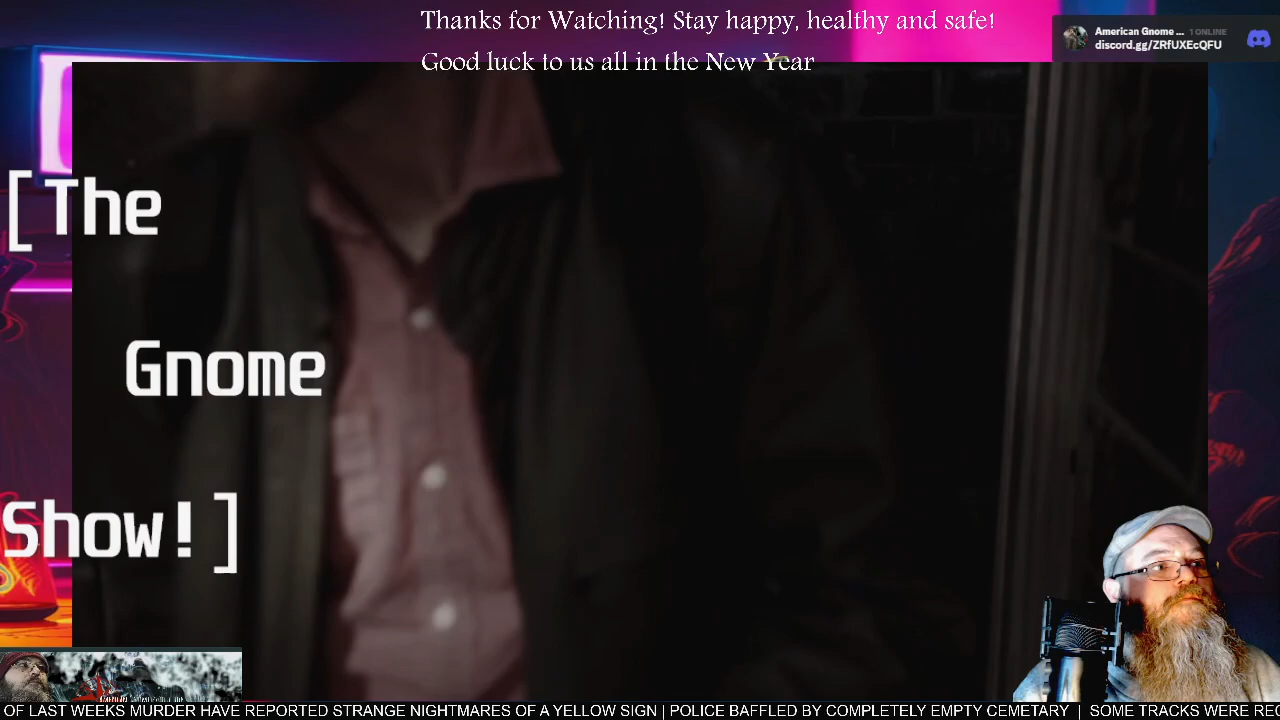 Thanks for Watching! Stay happy, healthy and safe!
Good luck to us all in the New Year
American Gnome ... 1 ONLINE
discord.gg/ZRfUXEcQFU
[The
Gnome
Show!]
OF LAST WEEKS MURDER HAVE REPORTED STRANGE NIGHTMARES OF A YELLOW SIGN | POLICE BAFFLED BY COMPLETELY EMPTY CEMETARY | SOME TRACKS WERE REC